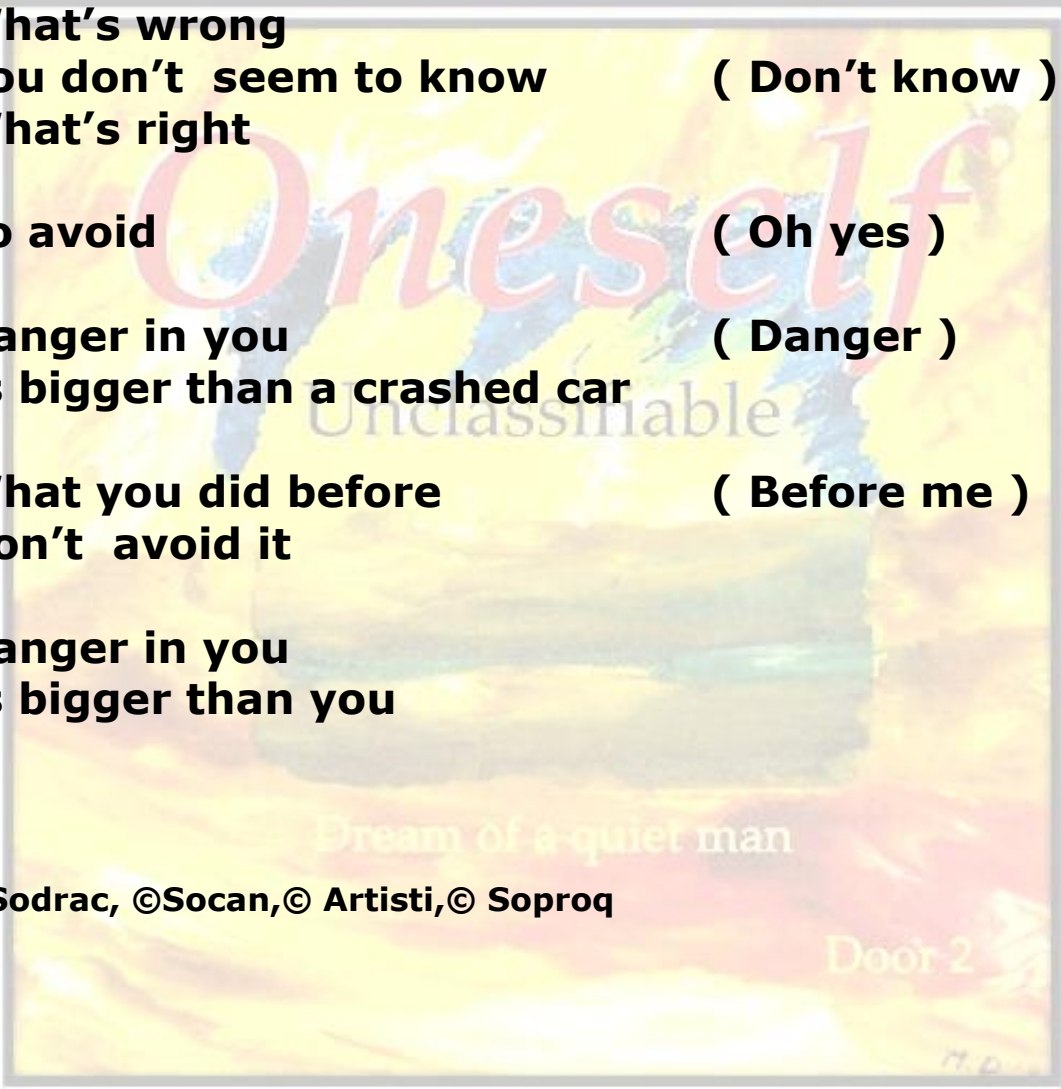 hat's wrong
ou don't seem to know ( Don't know )
hat's right
Oneself
o avoid ( Oh yes )
anger in you ( Danger )
s bigger than a crashed car
Unclassifiable
hat you did before ( Before me )
on't avoid it
anger in you
s bigger than you
Dream of a quiet man
Sodrac, ©Socan,© Artisti,© Soproq
Door 2
M.D